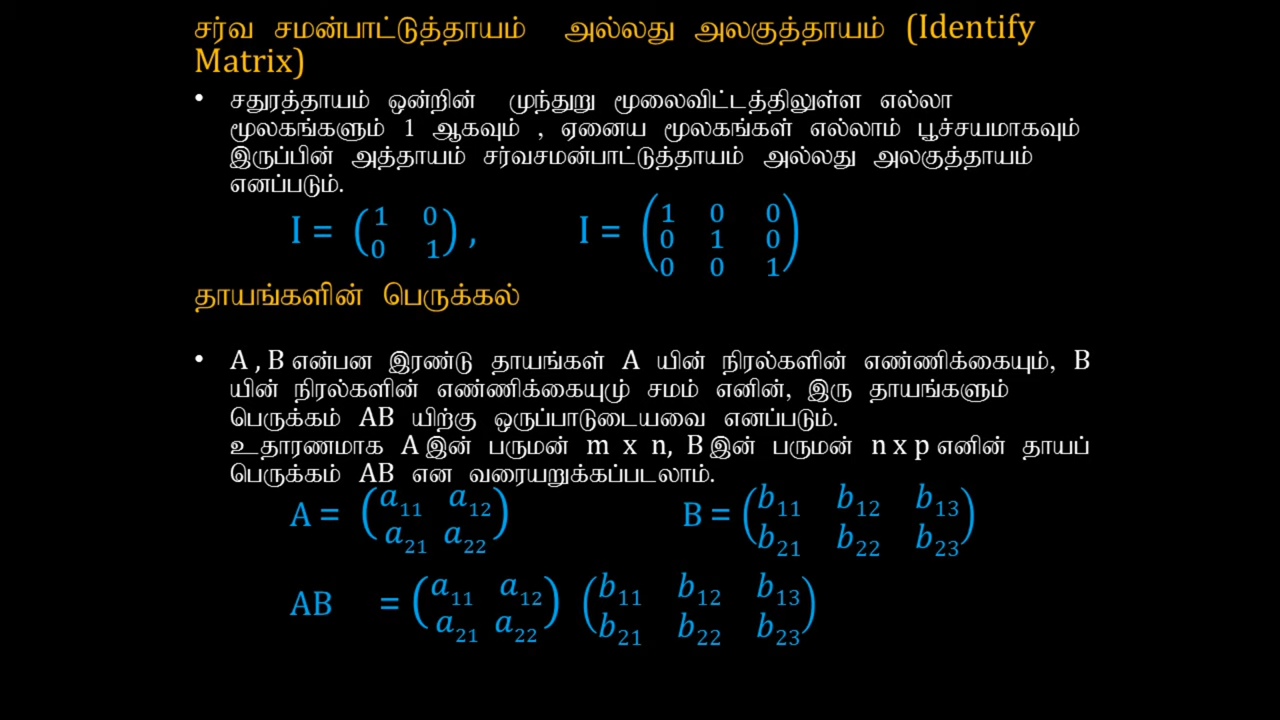 சர்வ சமன்பாட்டுத்தாயம் அல்லது அலகுத்தாயம் (Identify
Matrix)
• சதுரத்தாயம் ஒன்றின் முந்துறு மூலைவிட்டத்திலுள்ள எல்லா
மூலகங்களும் 1 ஆகவும் , ஏனைய மூலகங்கள் எல்லாம் பூச்சயமாகவும்
இருப்பின் அத்தாயம் சர்வசமன்பாட்டுத்தாயம் அல்லது அலகுத்தாயம்
எனப்படும்.
I = (1 0
0 1) , I = (1 0 0
0 1 0
0 0 1)
தாயங்களின் பெருக்கல்
• A , B என்பன இரண்டு தாயங்கள் A யின் நிரல்களின் எண்ணிக்கையும், B
யின் நிரல்களின் எண்ணிக்கையுமு் சமம் எனின், இரு தாயங்களும்
பெருக்கம் AB யிற்கு ஒருப்பாடுடையவை எனப்படும்.
உதாரணமாக A இன் பருமன் m x n, B இன் பருமன் n x p எனின் தாயப்
பெருக்கம் AB என வரையறுக்கப்படலாம்.
A = (a₁₁ a₁₂
a₂₁ a₂₂) B = (b₁₁ b₁₂ b₁₃
b₂₁ b₂₂ b₂₃)
AB = (a₁₁ a₁₂
a₂₁ a₂₂) (b₁₁ b₁₂ b₁₃
b₂₁ b₂₂ b₂₃)